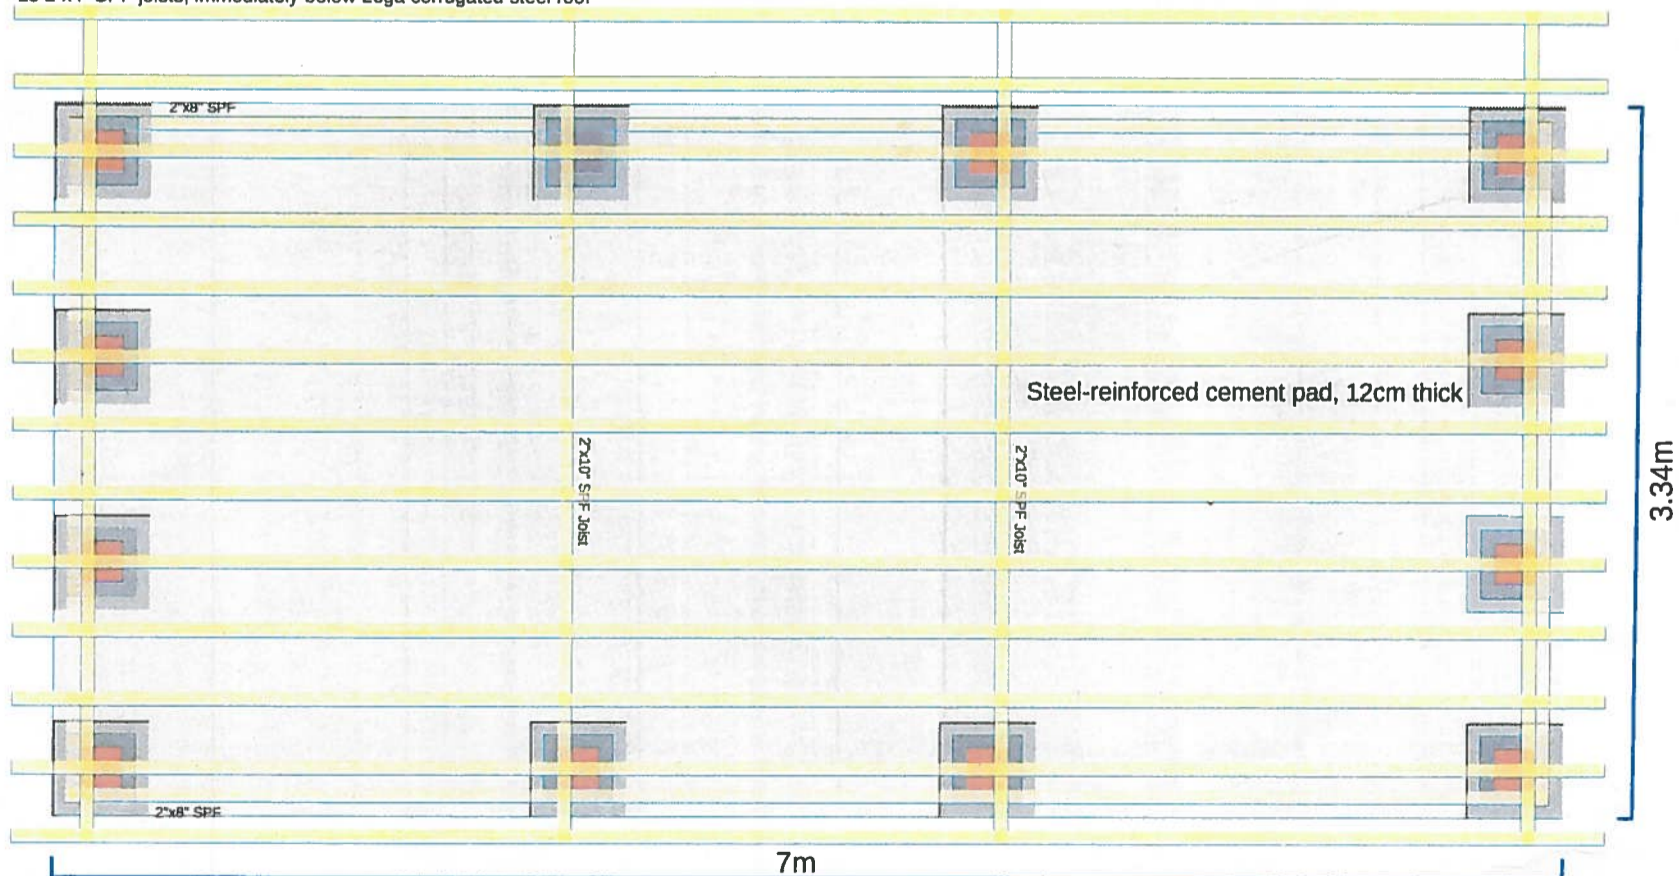 2"x8" SPF
Steel-reinforced cement pad, 12cm thick
2"x10" SPF Joist
2"x10" SPF Joist
3.34m
2"x8" SPF
7m